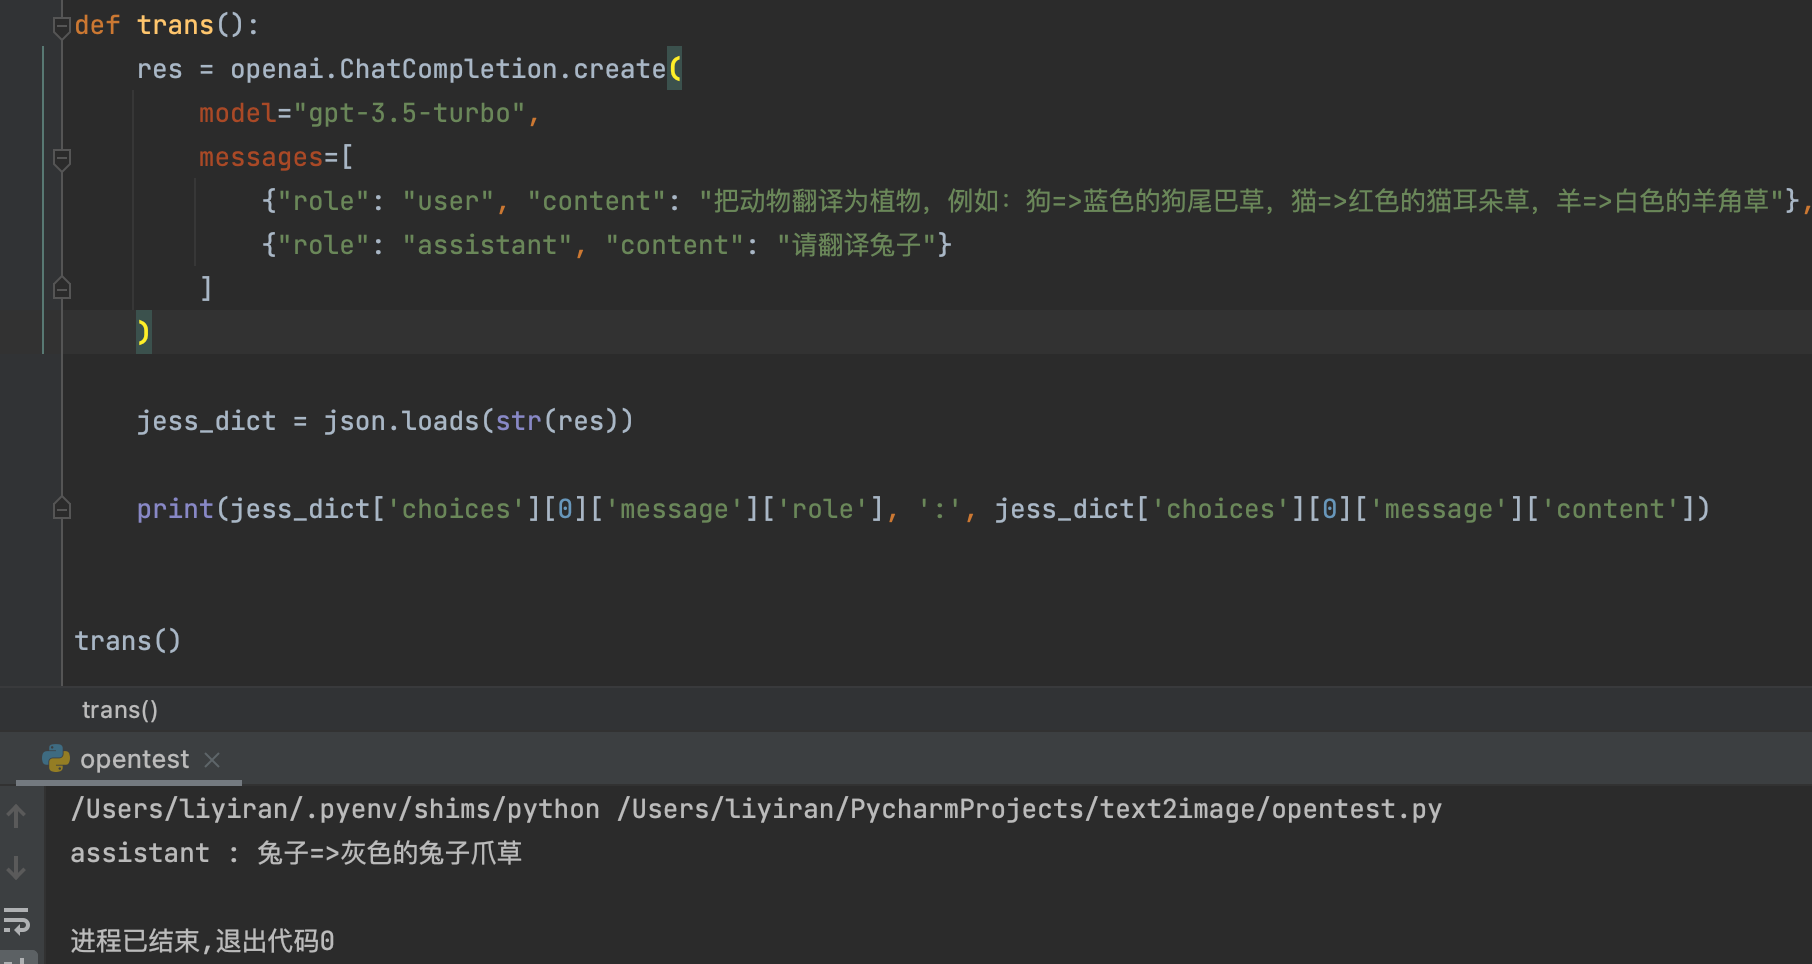 def trans():
    res = openai.ChatCompletion.create(
        model="gpt-3.5-turbo",
        messages=[
            {"role": "user", "content": "把动物翻译为植物，例如：狗=>蓝色的狗尾巴草，猫=>红色的猫耳朵草，羊=>白色的羊角草"},
            {"role": "assistant", "content": "请翻译兔子"}
        ]
    )
    jess_dict = json.loads(str(res))
    print(jess_dict['choices'][0]['message']['role'], ':', jess_dict['choices'][0]['message']['content'])
trans()
trans()
opentest
/Users/liyiran/.pyenv/shims/python /Users/liyiran/PycharmProjects/text2image/opentest.py
assistant : 兔子=>灰色的兔子爪草
进程已结束,退出代码0